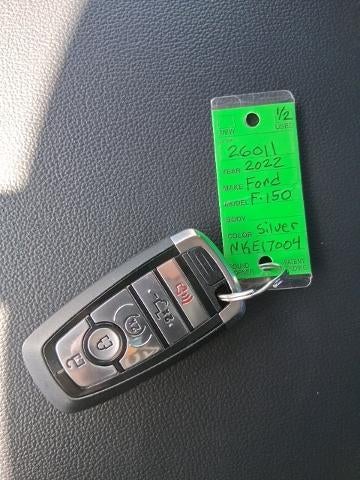 NEW
1/2
USED
26011
YEAR 2022
MAKE Ford
MODEL F-150
BODY
COLOR Silver
NKE17004